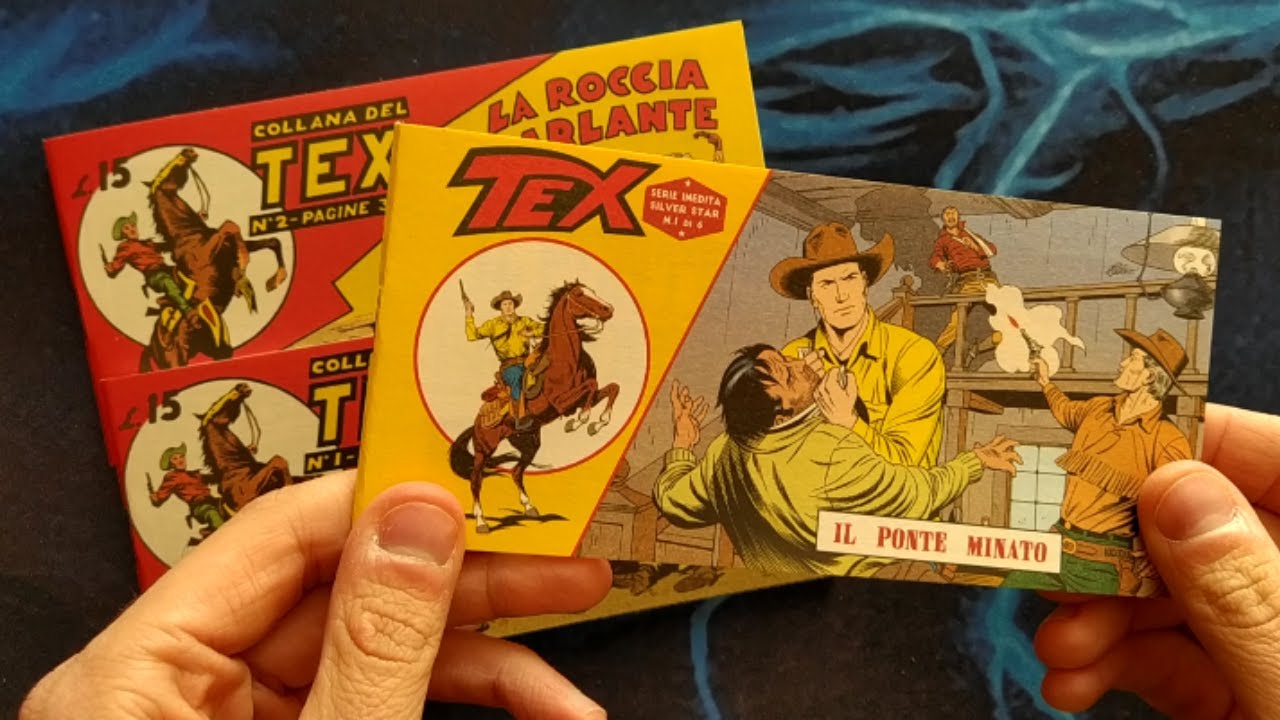 LA ROCCIA
PARLANTE
COLLANA DEL
TEX
£.15
N°2-PAGINE 3
TEX
SERIE INEDITA
SILVER STAR
N.1 DI 6
IL PONTE MINATO
£.15
N°1-